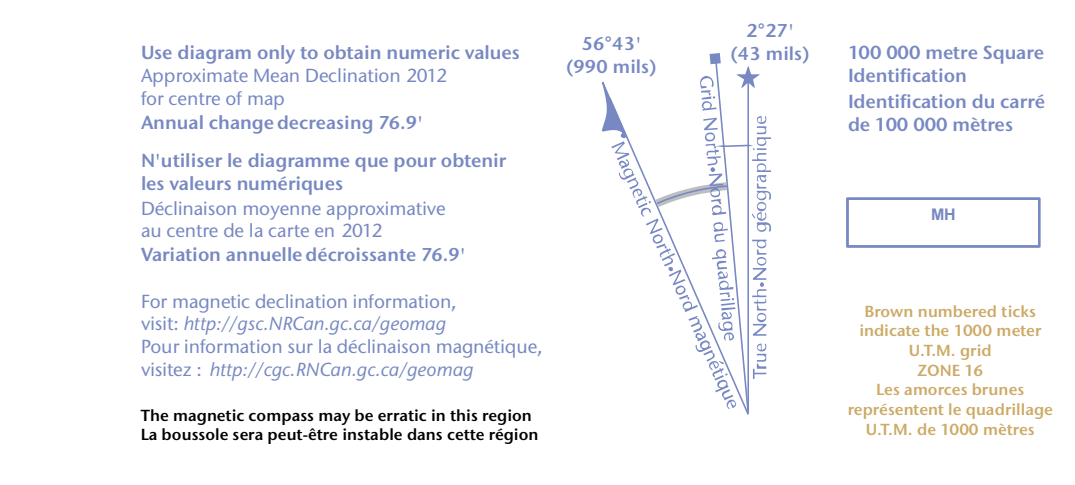 Use diagram only to obtain numeric values
Approximate Mean Declination 2012
for centre of map
Annual change decreasing 76.9'
N'utiliser le diagramme que pour obtenir
les valeurs numériques
Déclinaison moyenne approximative
au centre de la carte en 2012
Variation annuelle décroissante 76.9'
For magnetic declination information,
visit: http://gsc.NRCan.gc.ca/geomag
Pour information sur la déclinaison magnétique,
visitez : http://cgc.RNCan.gc.ca/geomag
The magnetic compass may be erratic in this region
La boussole sera peut-être instable dans cette région
56°43'
(990 mils)
2°27'
(43 mils)
Magnetic North•Nord magnétique
Grid North•Nord du quadrillage
True North•Nord géographique
100 000 metre Square
Identification
Identification du carré
de 100 000 mètres
MH
Brown numbered ticks
indicate the 1000 meter
U.T.M. grid
ZONE 16
Les amorces brunes
représentent le quadrillage
U.T.M. de 1000 mètres